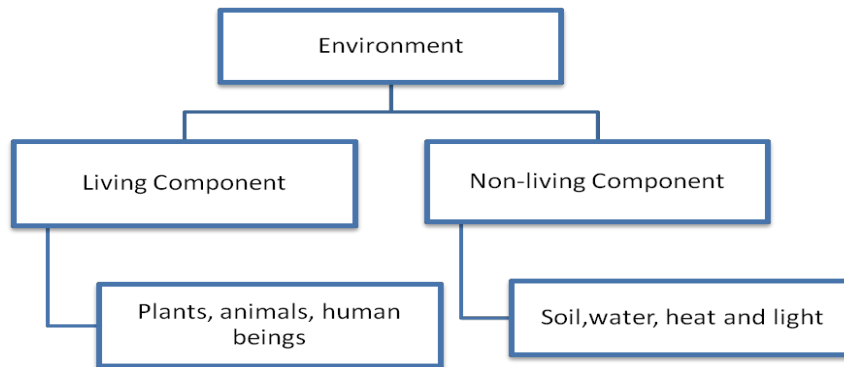 Environment
Living Component
Non-living Component
Plants, animals, human
beings
Soil,water, heat and light